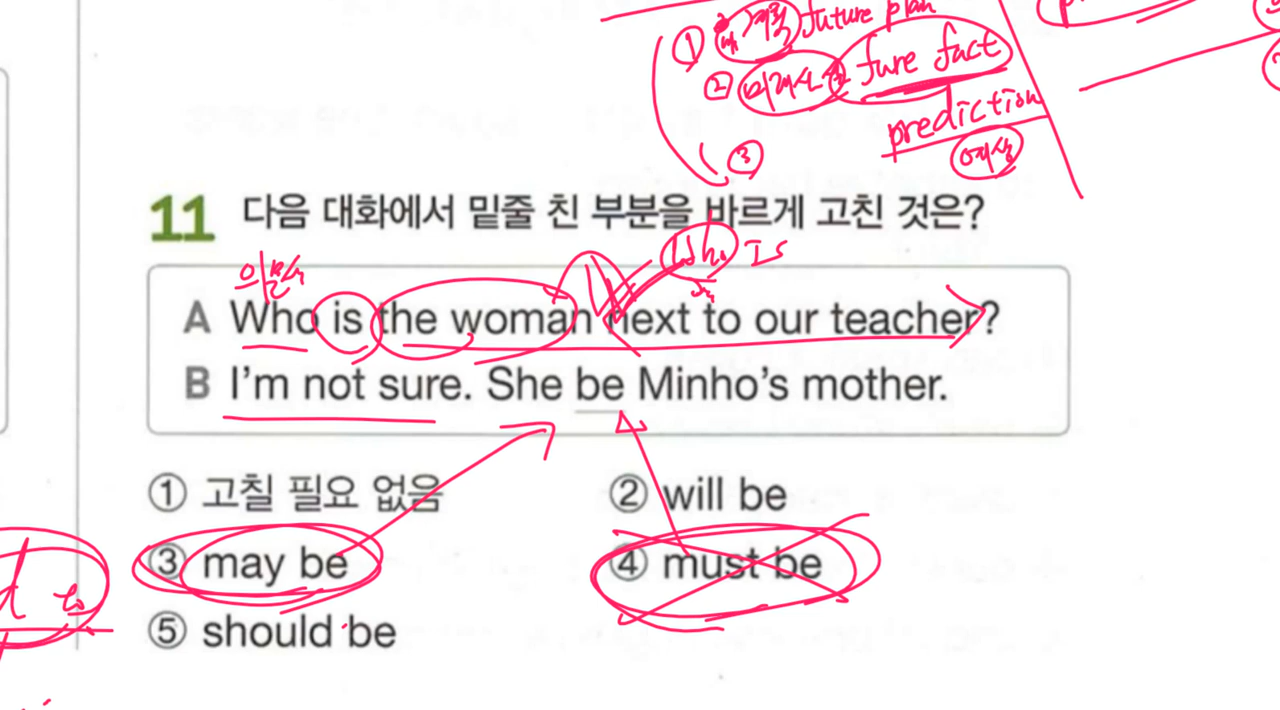 ① 계획 future plan
② 미래사실 fure fact
prediction
예상
③
11 다음 대화에서 밑줄 친 부분을 바르게 고친 것은?
의문사
who is
A Who is the woman next to our teacher?
B I'm not sure. She be Minho's mother.
① 고칠 필요 없음
② will be
③ may be
④ must be
⑤ should be
d to